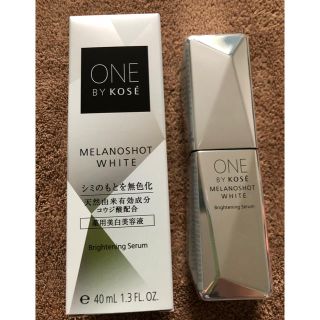 ONE
BY KOSÉ
MELANOSHOT
WHITE
シミのもとを無色化
天然由来有効成分
コウジ酸配合
薬用美白美容液
Brightening Serum
℮ 40 mL 1.3 FL. OZ.
ONE
BY KOSÉ
MELANOSHOT
WHITE
Brightening Serum